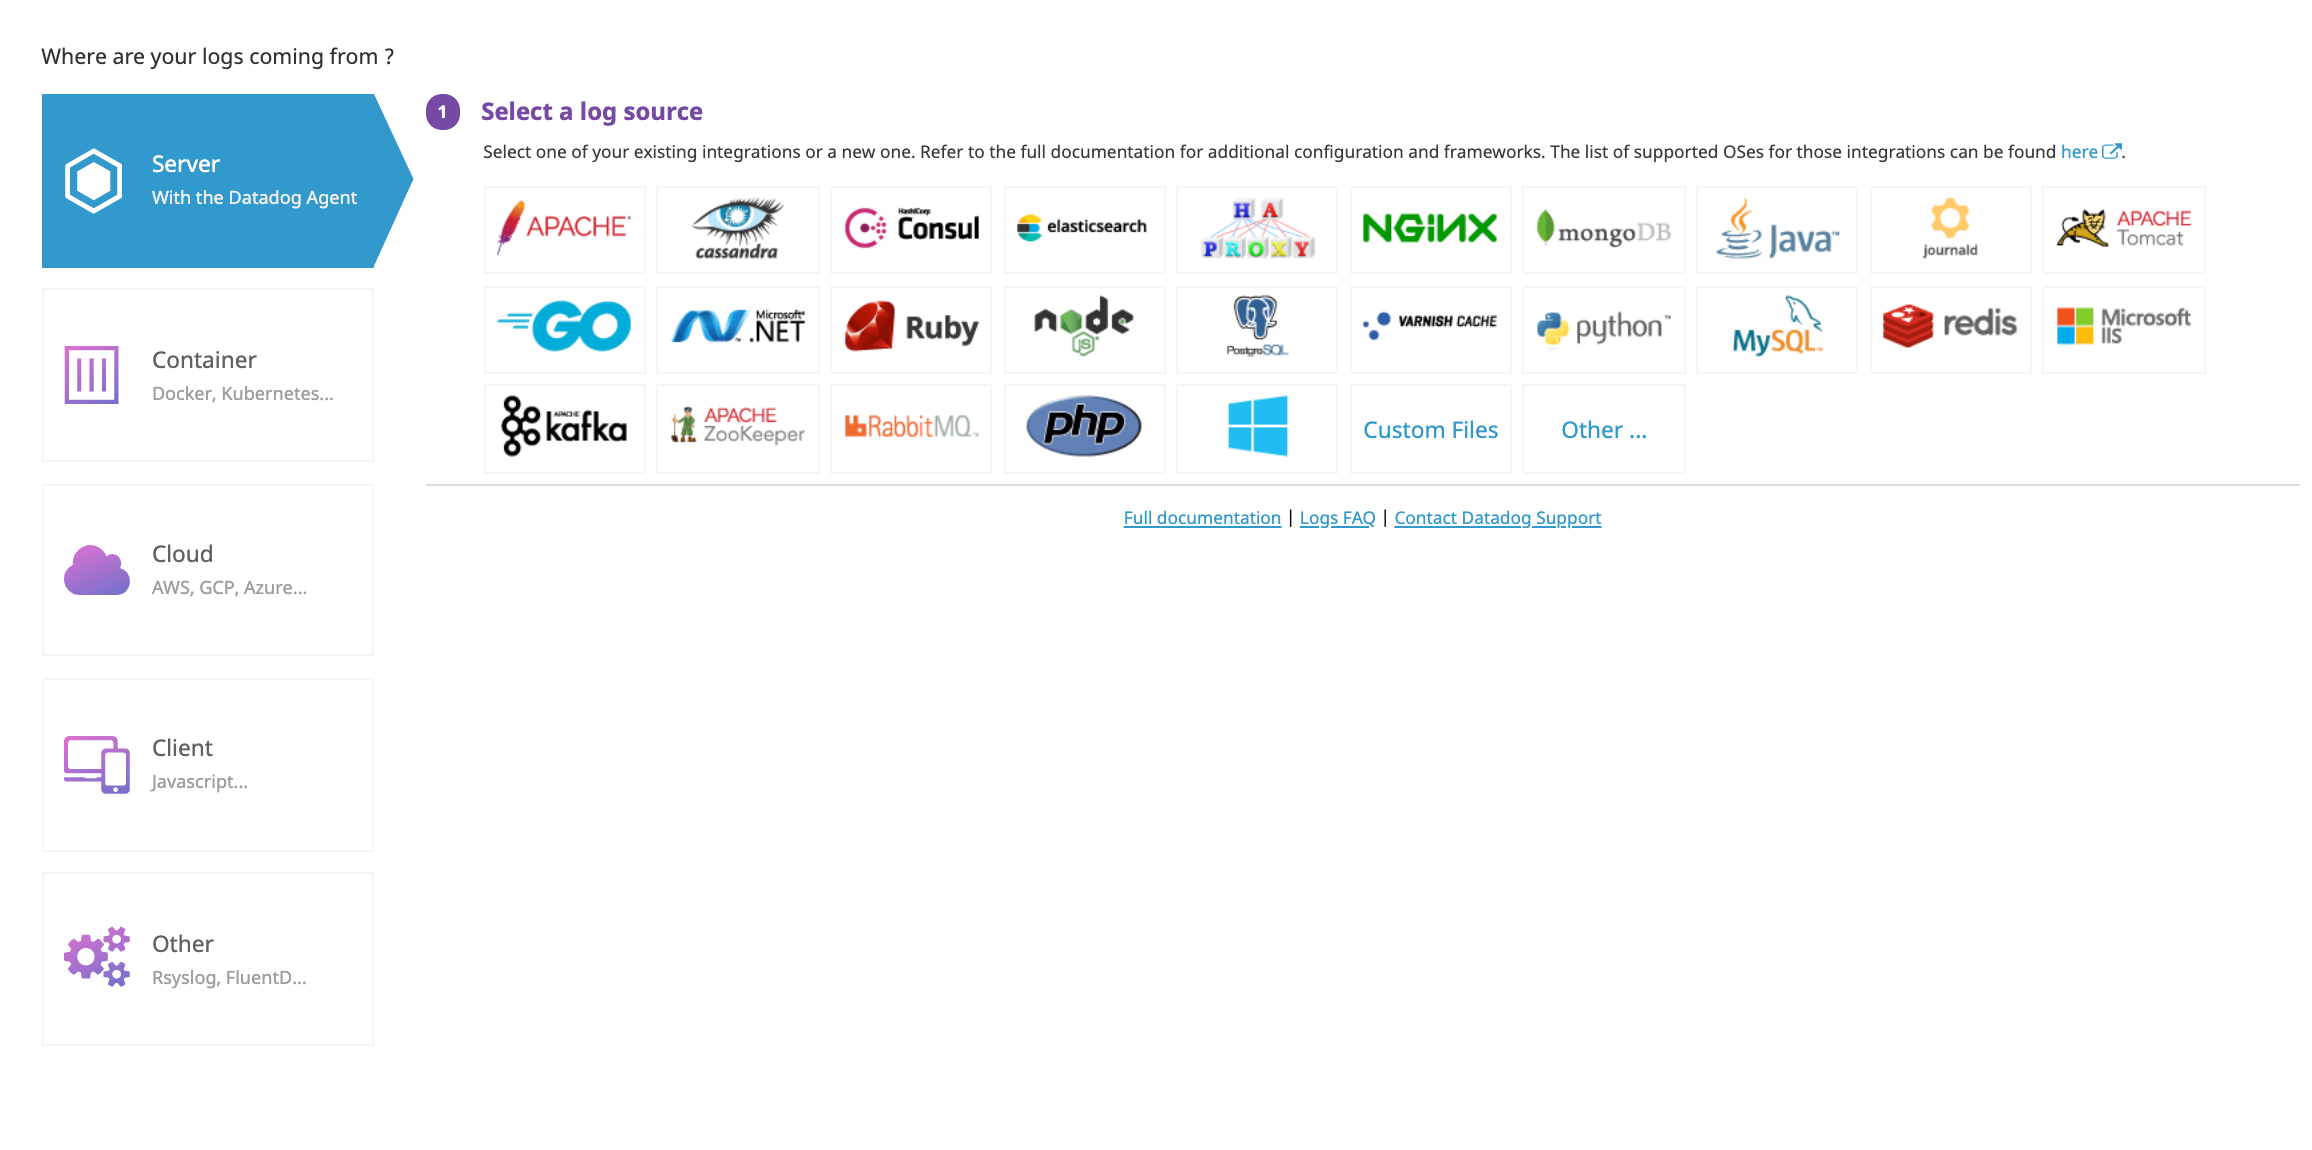 Where are your logs coming from ?
Server
With the Datadog Agent
Container
Docker, Kubernetes...
Cloud
AWS, GCP, Azure...
Client
Javascript...
Other
Rsyslog, FluentD...
1 Select a log source
Select one of your existing integrations or a new one. Refer to the full documentation for additional configuration and frameworks. The list of supported OSes for those integrations can be found here.
APACHE
cassandra
HashiCorp
Consul
elasticsearch
HA
PROXY
NGINX
mongoDB
Java™
journald
APACHE
Tomcat
GO
Microsoft®
.NET
Ruby
node
JS
PostgreSQL
VARNISH CACHE
python™
MySQL™
redis
Microsoft
IIS
APACHE
kafka
APACHE
ZooKeeper
RabbitMQ™
php
Custom Files
Other ...
Full documentation | Logs FAQ | Contact Datadog Support